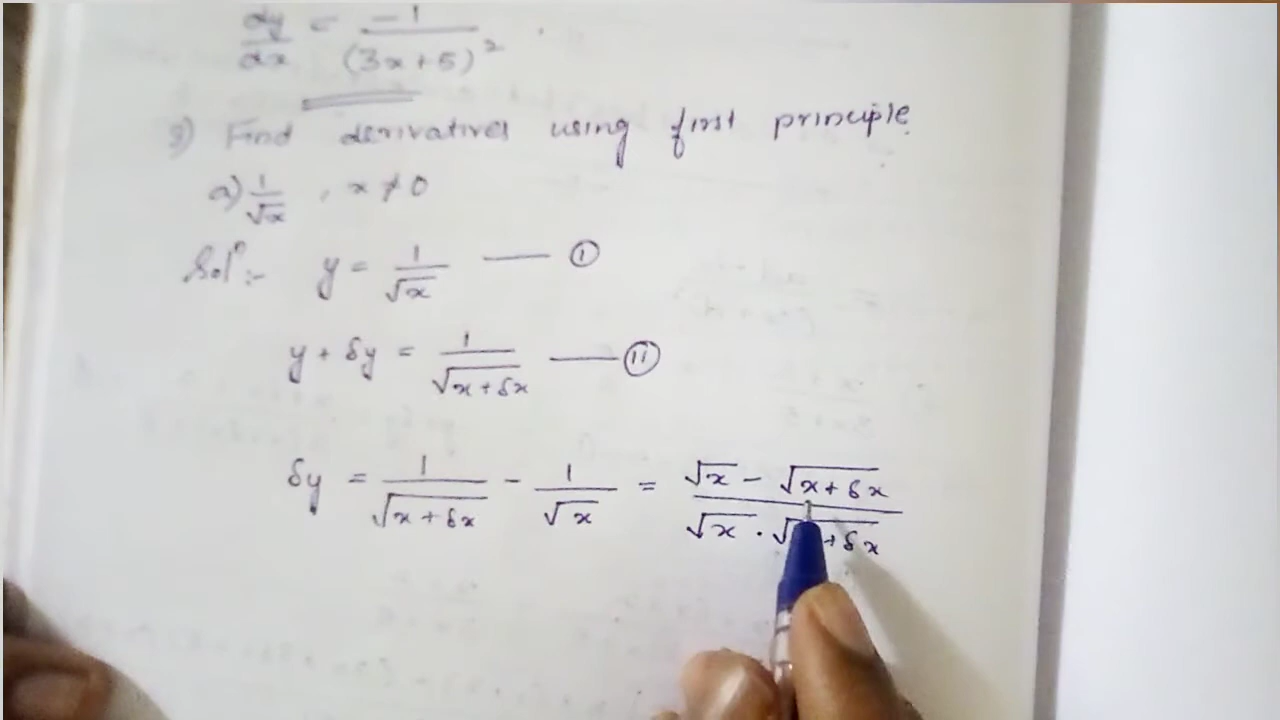 dy/dx = -1/(3x+5)²
Find derivatives using first principle.
a) 1/√x , x ≠ 0
Solⁿ:- y = 1/√x —— ⓘ
y + δy = 1/√(x+δx) —— ⓘⓘ
δy = 1/√(x+δx) - 1/√x = (√x - √(x+δx))/(√x · √(x+δx))